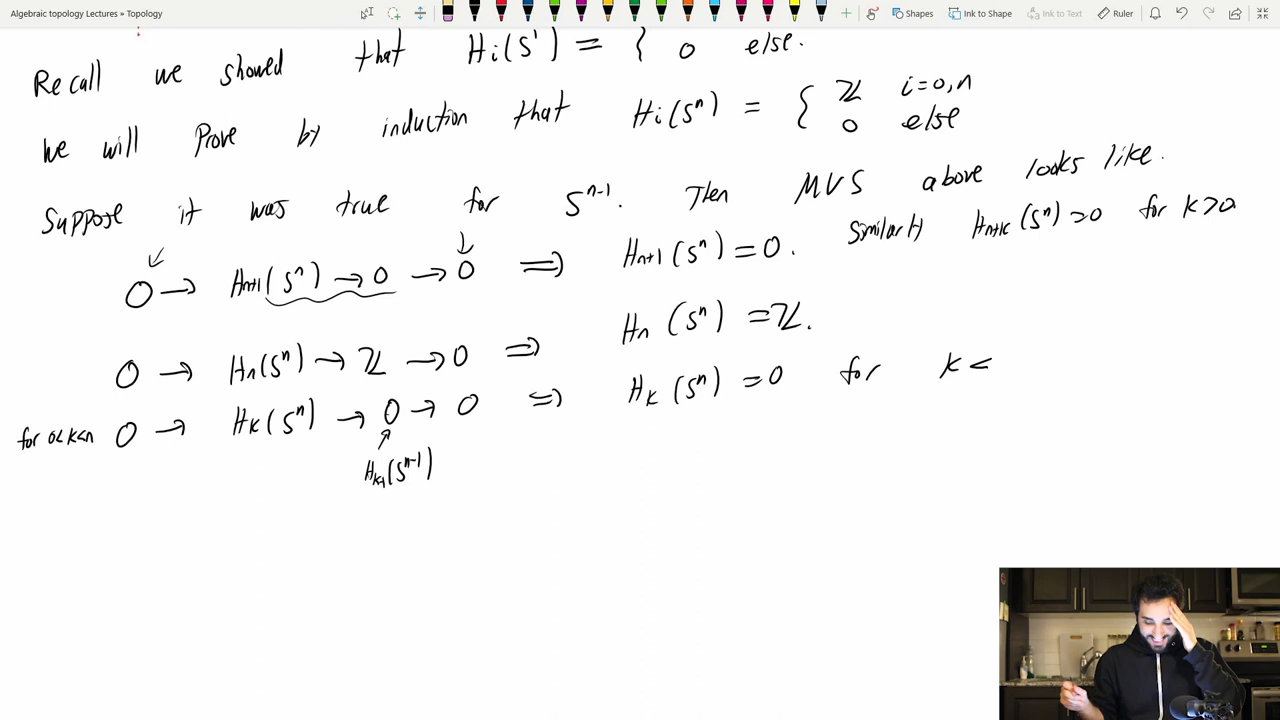 Algebraic topology Lectures » Topology
Shapes Ink to Shape Ink to Text Ruler
Recall we showed that Hi(S¹) = { 0 else.
We will Prove by induction that Hi(Sⁿ) = { ℤ i=0,n
0 else
Suppose it was true for Sⁿ⁻¹. Then MVS above looks like.
0 → Hn+1(Sⁿ) → 0 → 0 ⟹ Hn+1(Sⁿ) = 0. Similarly Hn+k(Sⁿ)=0 for k>0
0 → Hn(Sⁿ) → ℤ → 0 ⟹ Hn(Sⁿ) = ℤ.
for 0<k<n 0 → Hk(Sⁿ) → 0 → 0 ⟹ Hk(Sⁿ) = 0 for k <
Hk-1(Sⁿ⁻¹)